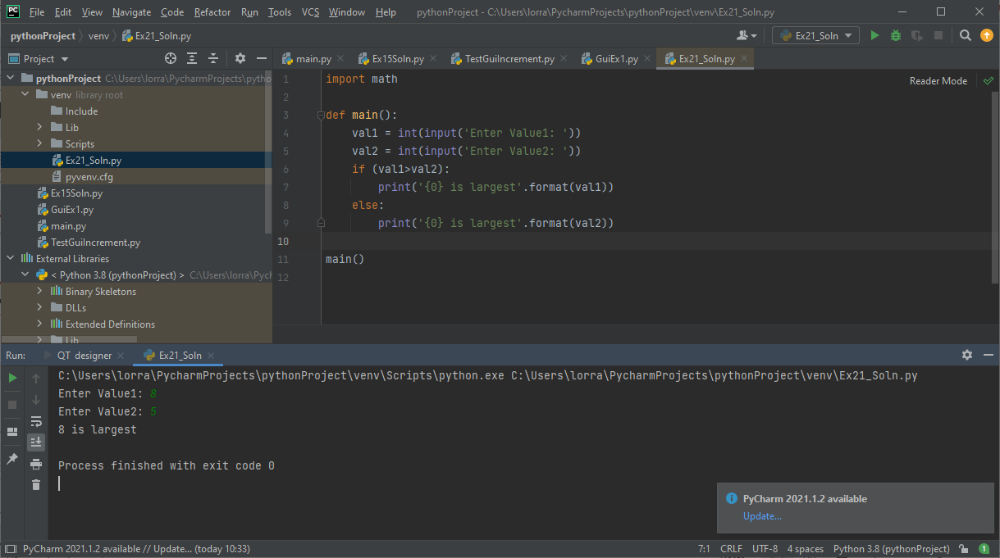 PC File Edit View Navigate Code Refactor Run Tools VCS Window Help pythonProject - C:\Users\lorra\PycharmProjects\pythonProject\venv\Ex21_Soln.py
pythonProject venv Ex21_Soln.py Ex21_Soln
Project
main.py Ex15Soln.py TestGuiIncrement.py GuiEx1.py Ex21_Soln.py
pythonProject C:\Users\lorra\PycharmProjects\pytho
venv library root
Include
Lib
Scripts
Ex21_Soln.py
pyvenv.cfg
Ex15Soln.py
GuiEx1.py
main.py
TestGuiIncrement.py
External Libraries
< Python 3.8 (pythonProject) > C:\Users\lorra\Pych
Binary Skeletons
DLLs
Extended Definitions
Lib
Reader Mode
1 import math
2
3 def main():
4 val1 = int(input('Enter Value1: '))
5 val2 = int(input('Enter Value2: '))
6 if (val1>val2):
7 print('{0} is largest'.format(val1))
8 else:
9 print('{0} is largest'.format(val2))
10
11 main()
12
Run: QT designer Ex21_Soln
C:\Users\lorra\PycharmProjects\pythonProject\venv\Scripts\python.exe C:\Users\lorra\PycharmProjects\pythonProject\venv\Ex21_Soln.py
Enter Value1: 8
Enter Value2: 5
8 is largest
Process finished with exit code 0
PyCharm 2021.1.2 available
Update...
PyCharm 2021.1.2 available // Update... (today 10:33) 7:1 CRLF UTF-8 4 spaces Python 3.8 (pythonProject) 1